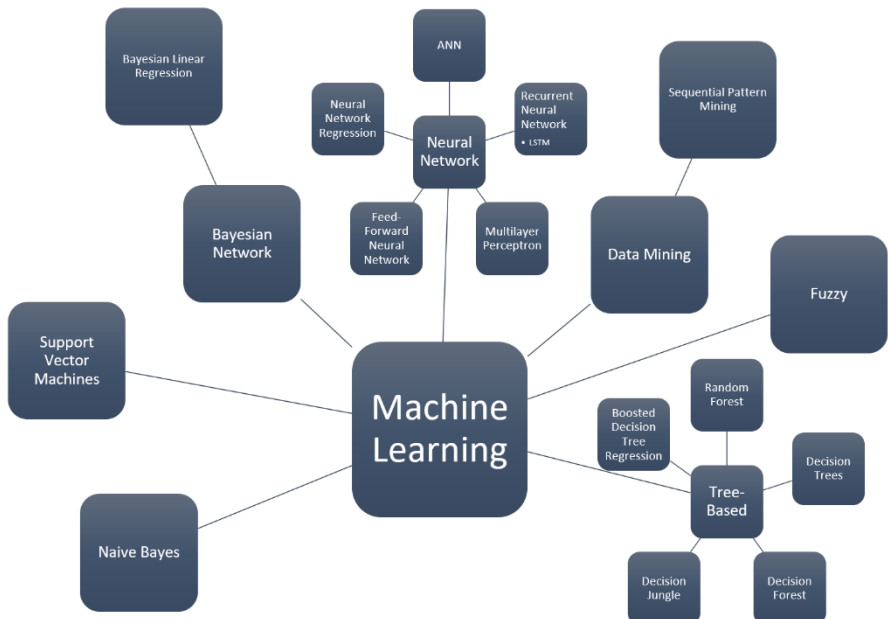 ANN
Bayesian Linear
Regression
Neural
Network
Regression
Recurrent
Neural
Network
• LSTM
Sequential Pattern
Mining
Neural
Network
Feed-
Forward
Neural
Network
Multilayer
Perceptron
Bayesian
Network
Data Mining
Fuzzy
Support
Vector
Machines
Machine
Learning
Random
Forest
Boosted
Decision
Tree
Regression
Decision
Trees
Tree-
Based
Naive Bayes
Decision
Jungle
Decision
Forest